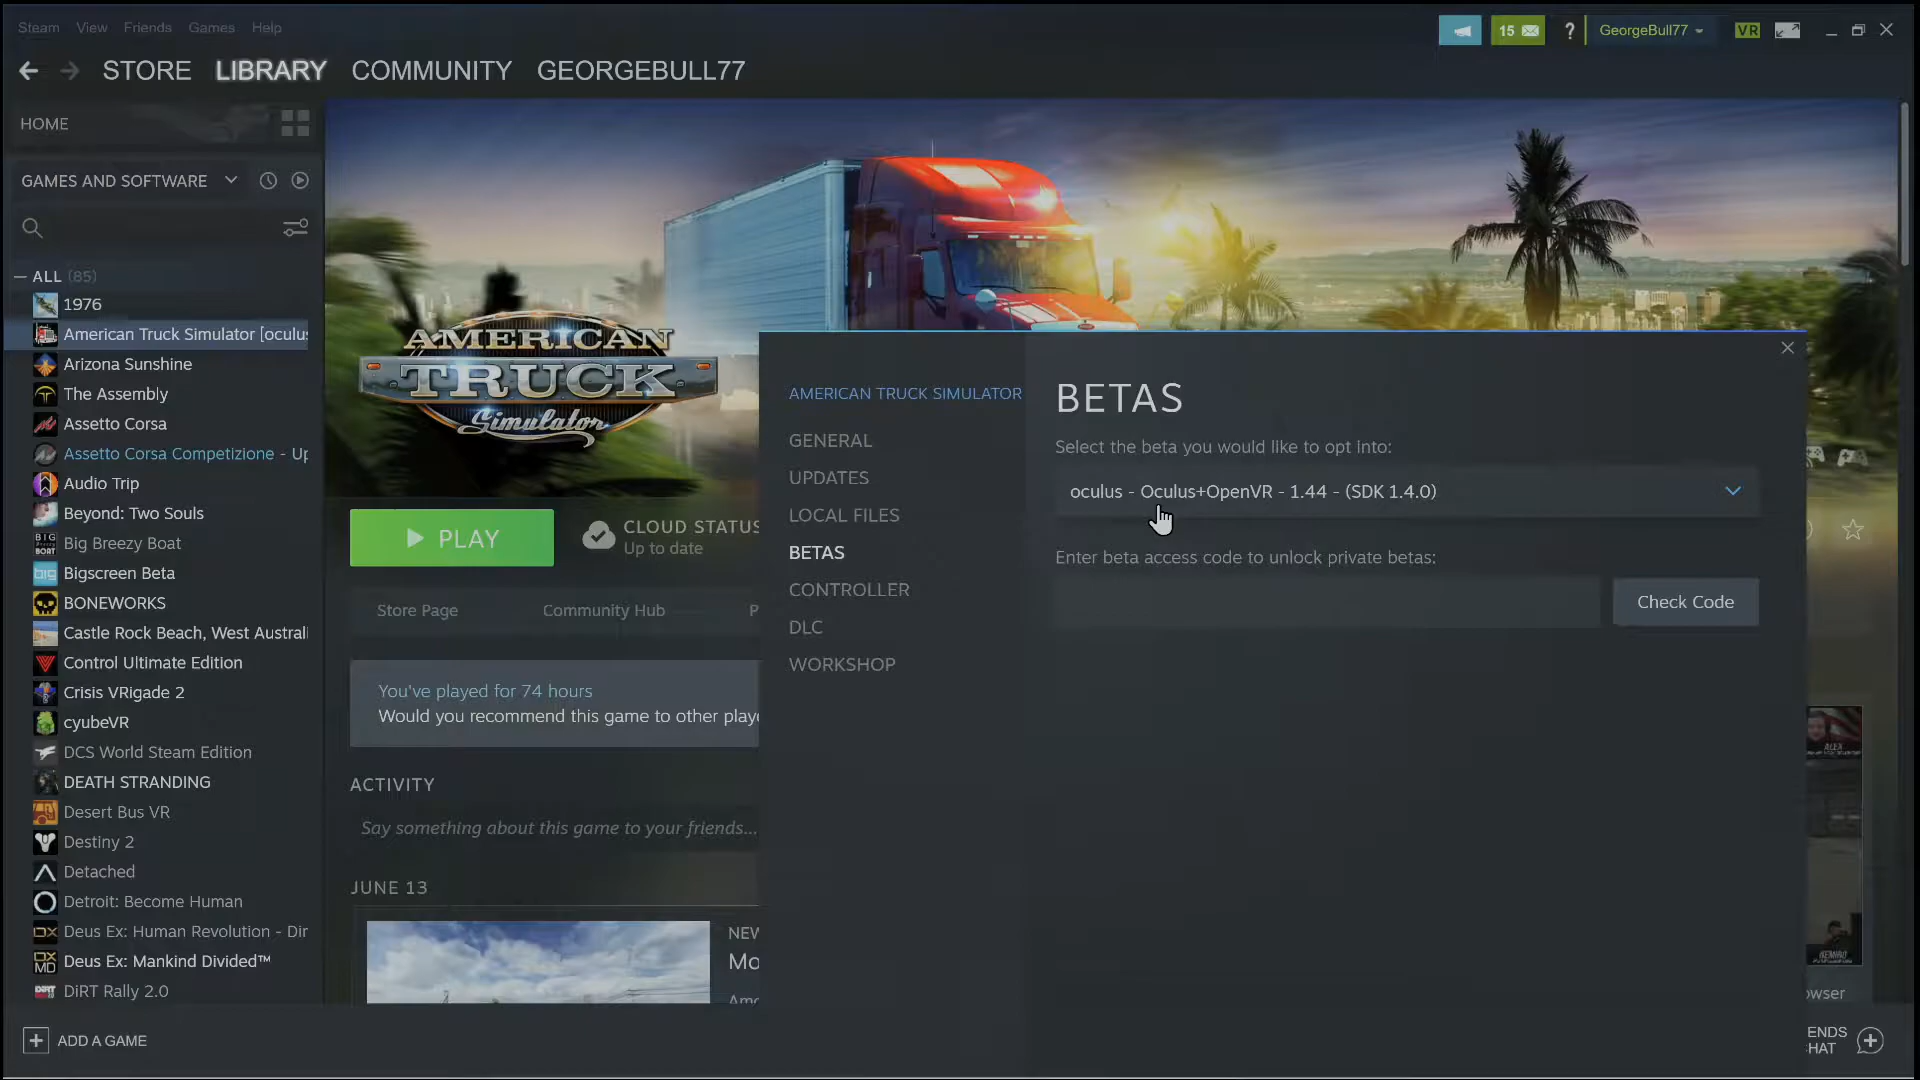 Steam View Friends Games Help
15 ? GeorgeBull77 VR
STORE LIBRARY COMMUNITY GEORGEBULL77
HOME
GAMES AND SOFTWARE
ALL (85)
1976
American Truck Simulator [oculus
Arizona Sunshine
The Assembly
Assetto Corsa
Assetto Corsa Competizione - Up
Audio Trip
Beyond: Two Souls
Big Breezy Boat
Bigscreen Beta
BONEWORKS
Castle Rock Beach, West Australi
Control Ultimate Edition
Crisis VRigade 2
cyubeVR
DCS World Steam Edition
DEATH STRANDING
Desert Bus VR
Destiny 2
Detached
Detroit: Become Human
Deus Ex: Human Revolution - Dir
Deus Ex: Mankind Divided™
DiRT Rally 2.0
ADD A GAME
AMERICAN
TRUCK
Simulator
PLAY
CLOUD STATUS
Up to date
Store Page Community Hub P
You've played for 74 hours
Would you recommend this game to other playe
ACTIVITY
Say something about this game to your friends...
JUNE 13
NEW
Mo
Ame
AMERICAN TRUCK SIMULATOR
GENERAL
UPDATES
LOCAL FILES
BETAS
CONTROLLER
DLC
WORKSHOP
BETAS
Select the beta you would like to opt into:
oculus - Oculus+OpenVR - 1.44 - (SDK 1.4.0)
Enter beta access code to unlock private betas:
Check Code
ALEX
owser
ENDS
HAT